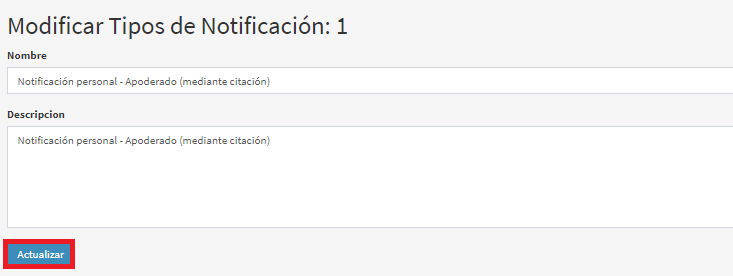 Modificar Tipos de Notificación: 1
Nombre
Notificación personal - Apoderado (mediante citación)
Descripcion
Notificación personal - Apoderado (mediante citación)
Actualizar